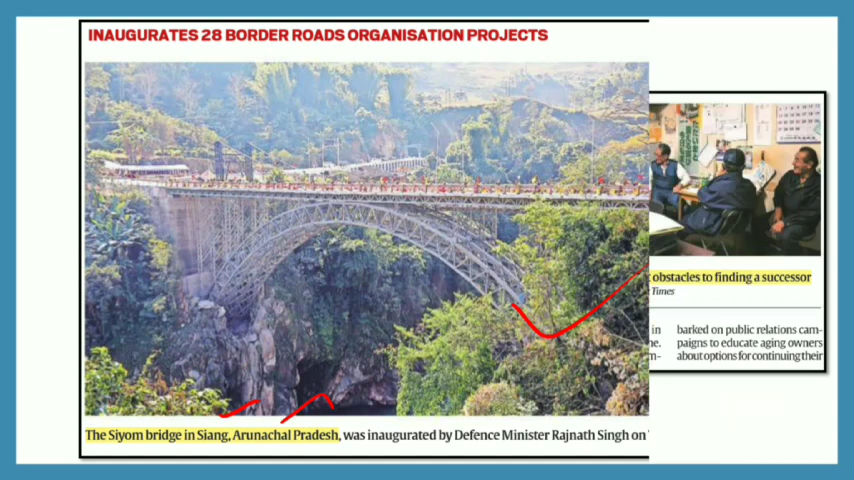 INAUGURATES 28 BORDER ROADS ORGANISATION PROJECTS
The Siyom bridge in Siang, Arunachal Pradesh, was inaugurated by Defence Minister Rajnath Singh on
obstacles to finding a successor
Times
in
barked on public relations cam-
paigns to educate aging owners
about options for continuing their